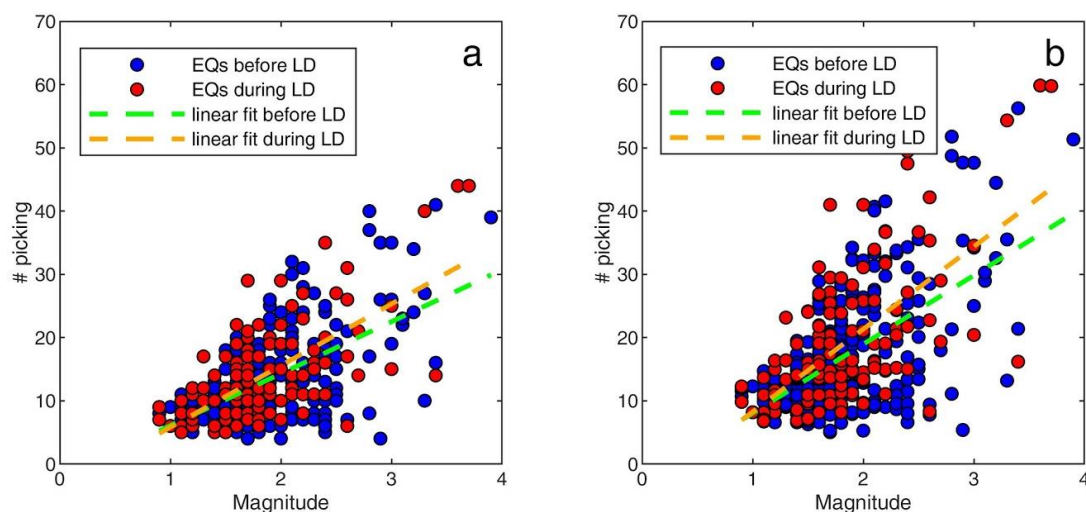 a
EQs before LD
EQs during LD
linear fit before LD
linear fit during LD
70
60
50
40
30
20
10
0
# picking
0 1 2 3 4
Magnitude
b
EQs before LD
EQs during LD
linear fit before LD
linear fit during LD
70
60
50
40
30
20
10
0
# picking
0 1 2 3 4
Magnitude